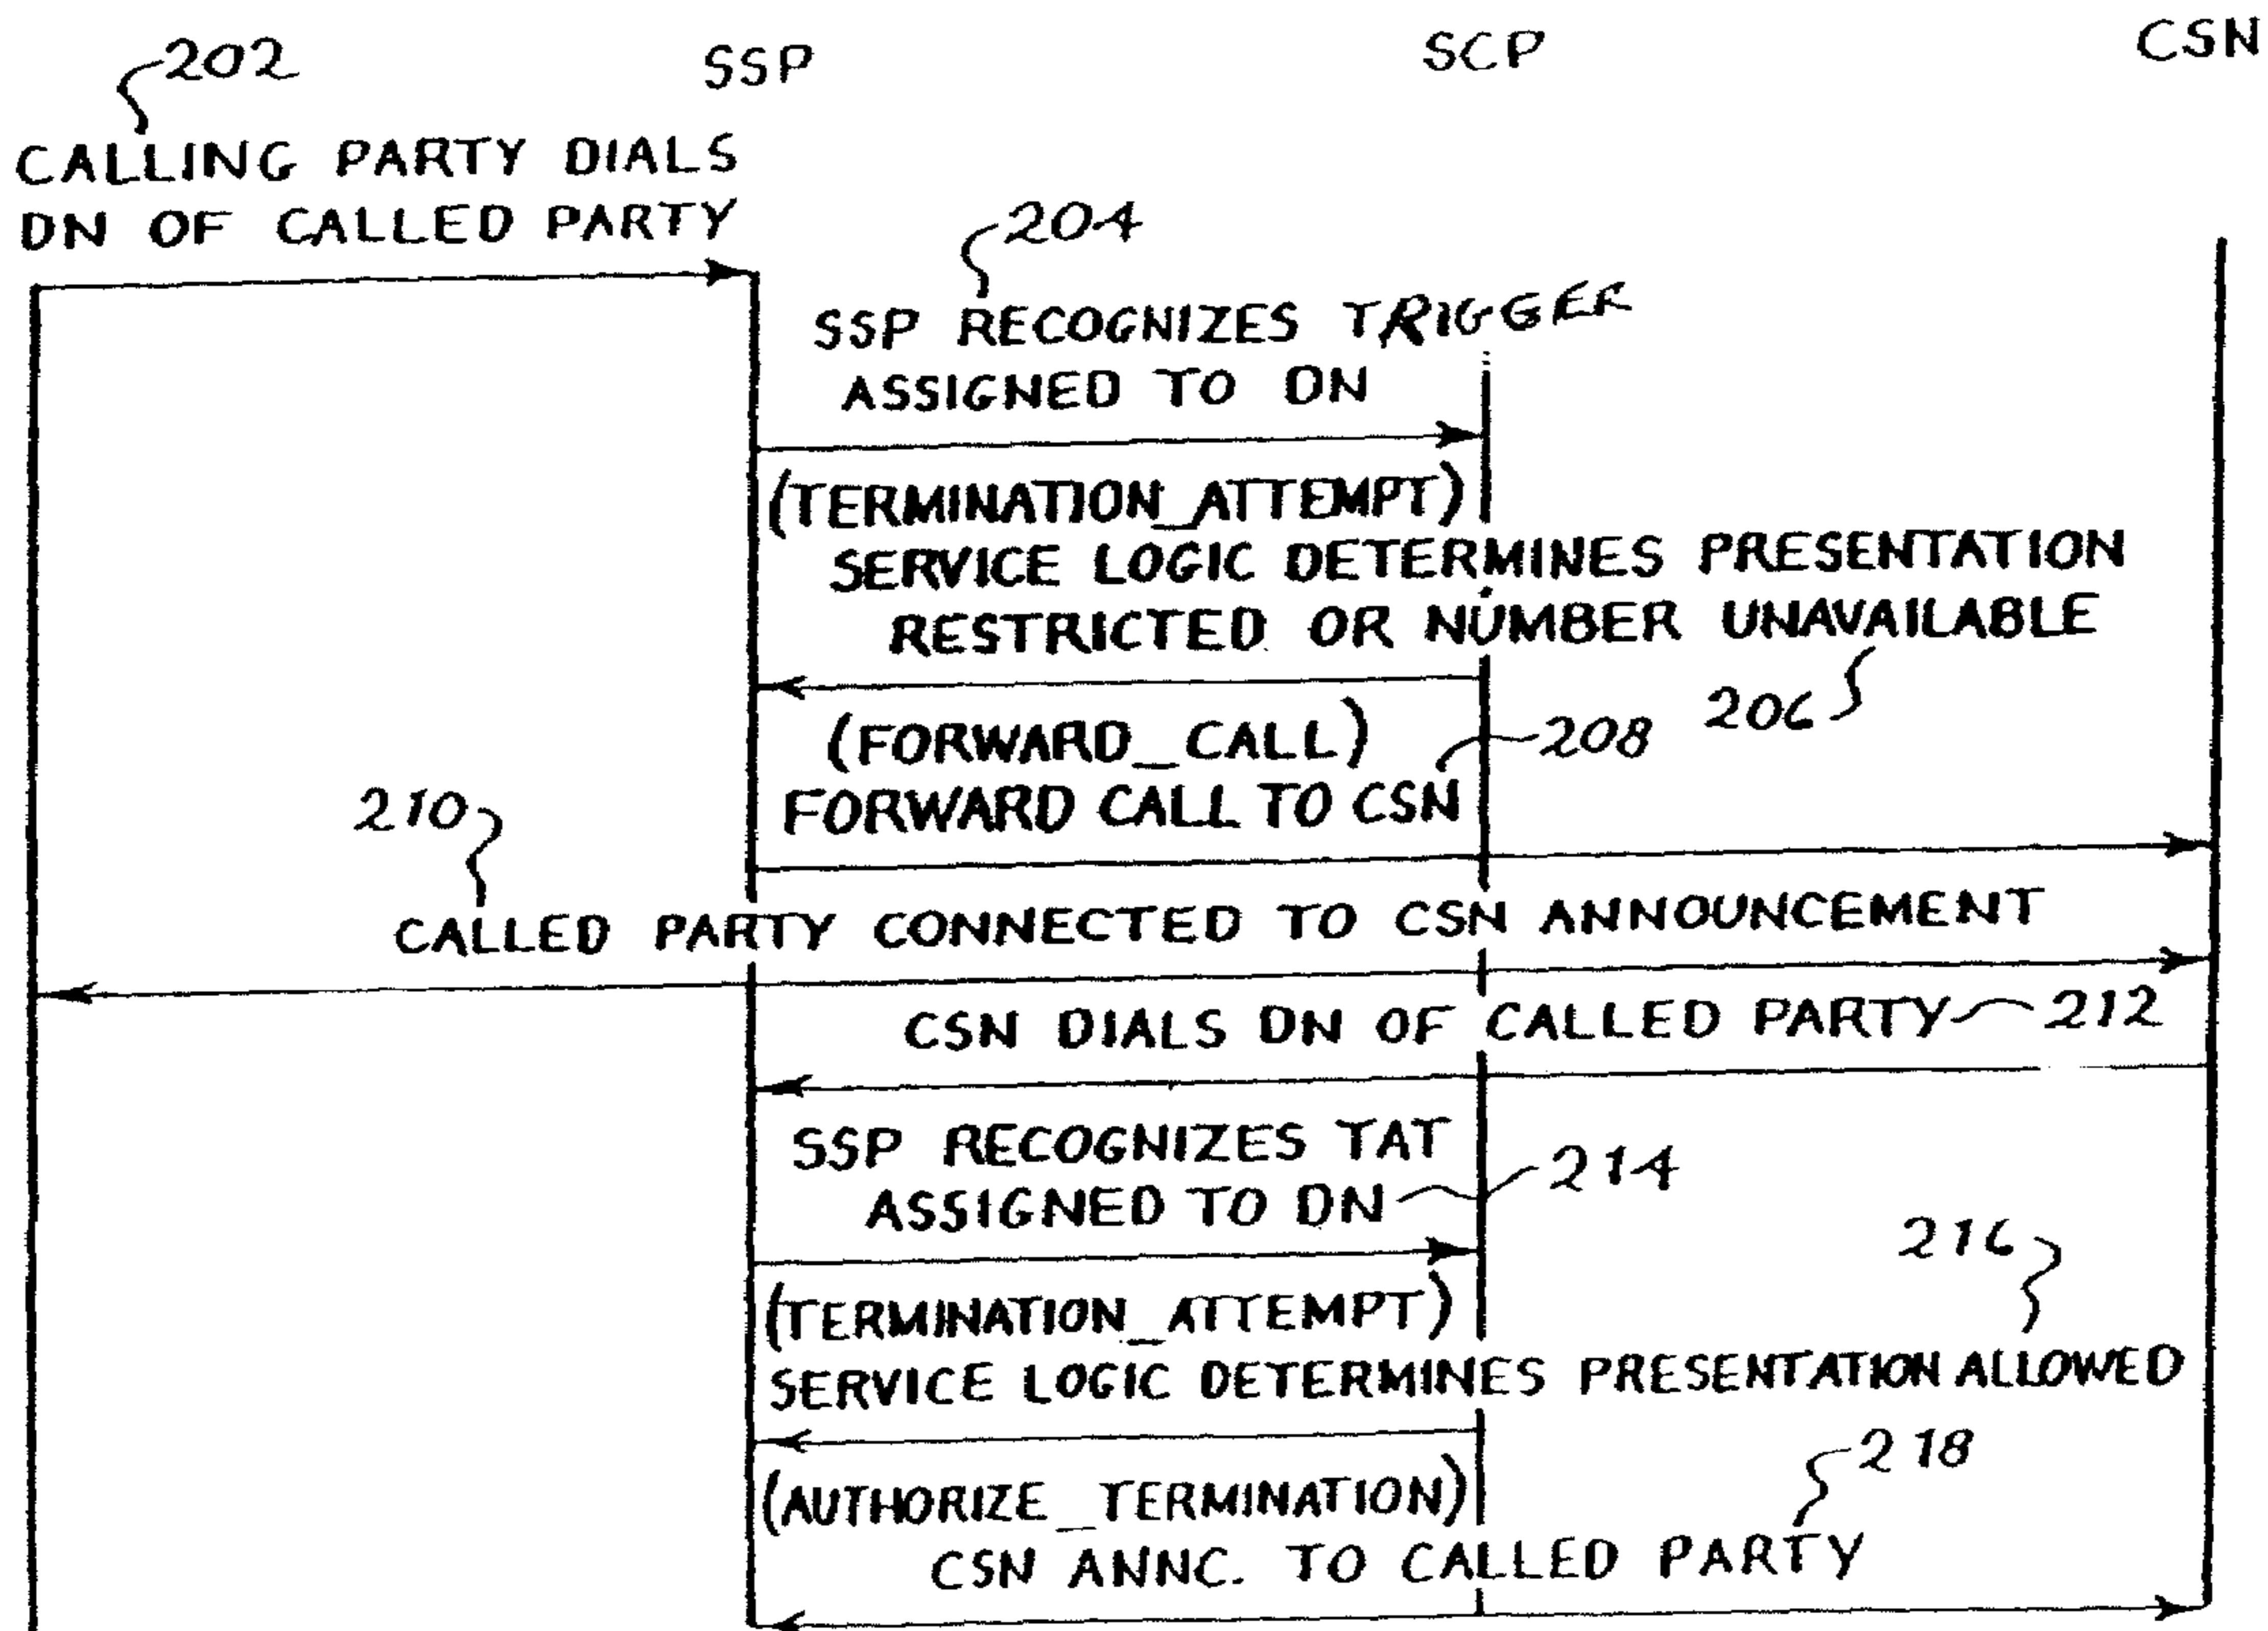 202
SSP
SCP
CSN
CALLING PARTY DIALS
DN OF CALLED PARTY
204
SSP RECOGNIZES TRIGGER
ASSIGNED TO DN
(TERMINATION_ATTEMPT)
SERVICE LOGIC DETERMINES PRESENTATION
RESTRICTED OR NUMBER UNAVAILABLE
206
(FORWARD_CALL)
208
FORWARD CALL TO CSN
210
CALLED PARTY CONNECTED TO CSN ANNOUNCEMENT
CSN DIALS DN OF CALLED PARTY
212
SSP RECOGNIZES TAT
ASSIGNED TO DN
214
(TERMINATION_ATTEMPT)
216
SERVICE LOGIC DETERMINES PRESENTATION ALLOWED
218
(AUTHORIZE_TERMINATION)
CSN ANNC. TO CALLED PARTY